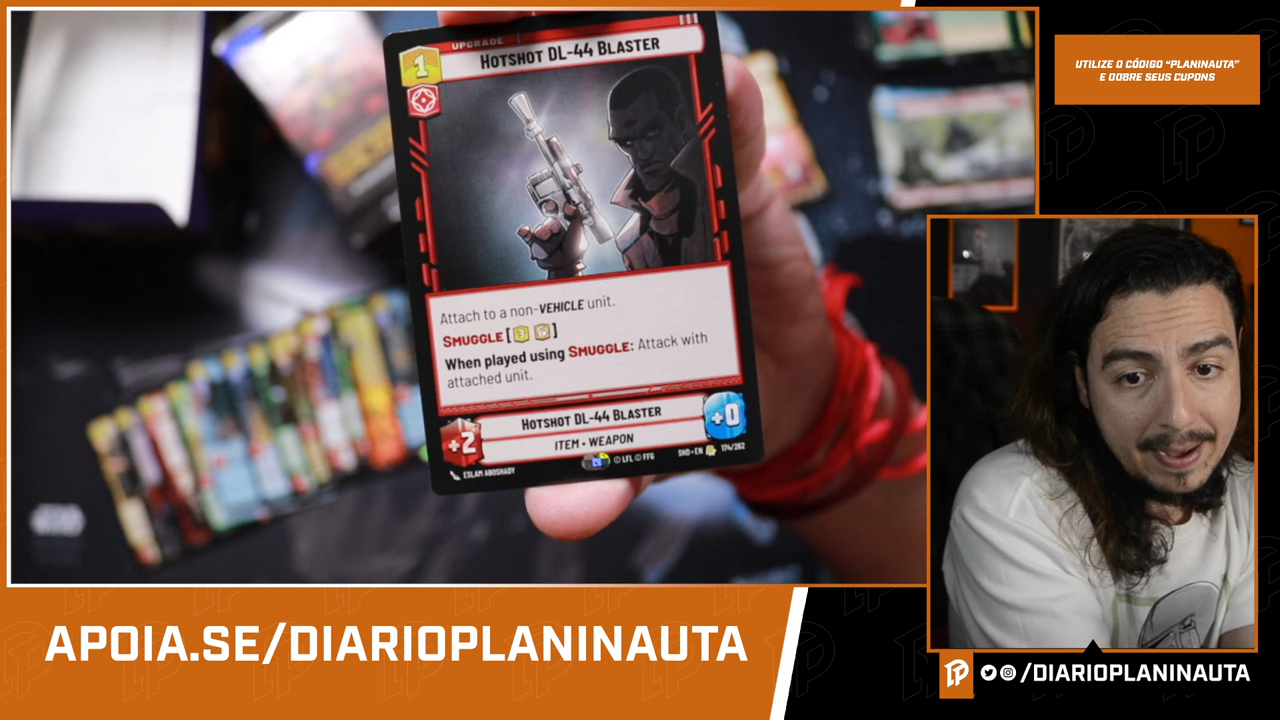 UPGRADE
1
HOTSHOT DL-44 BLASTER
Attach to a non-VEHICLE unit.
SMUGGLE [3 ]
When played using SMUGGLE: Attack with
attached unit.
HOTSHOT DL-44 BLASTER
+2
+0
ITEM • WEAPON
ESLAM ABOSHADY
© LFL © FFG
SHD • EN
174/262
UTILIZE O CÓDIGO "PLANINAUTA"
E DOBRE SEUS CUPONS
APOIA.SE/DIARIOPLANINAUTA
/DIARIOPLANINAUTA